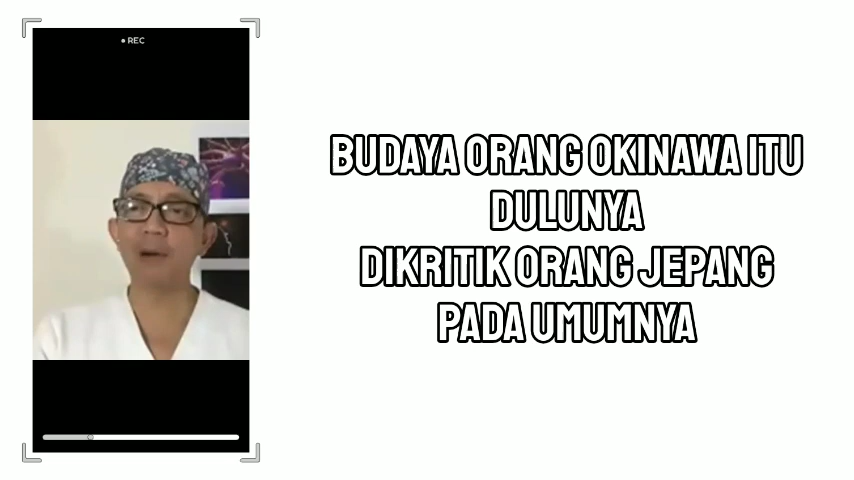 REC
BUDAYA ORANG OKINAWA ITU
DULUNYA
DIKRITIK ORANG JEPANG
PADA UMUMNYA